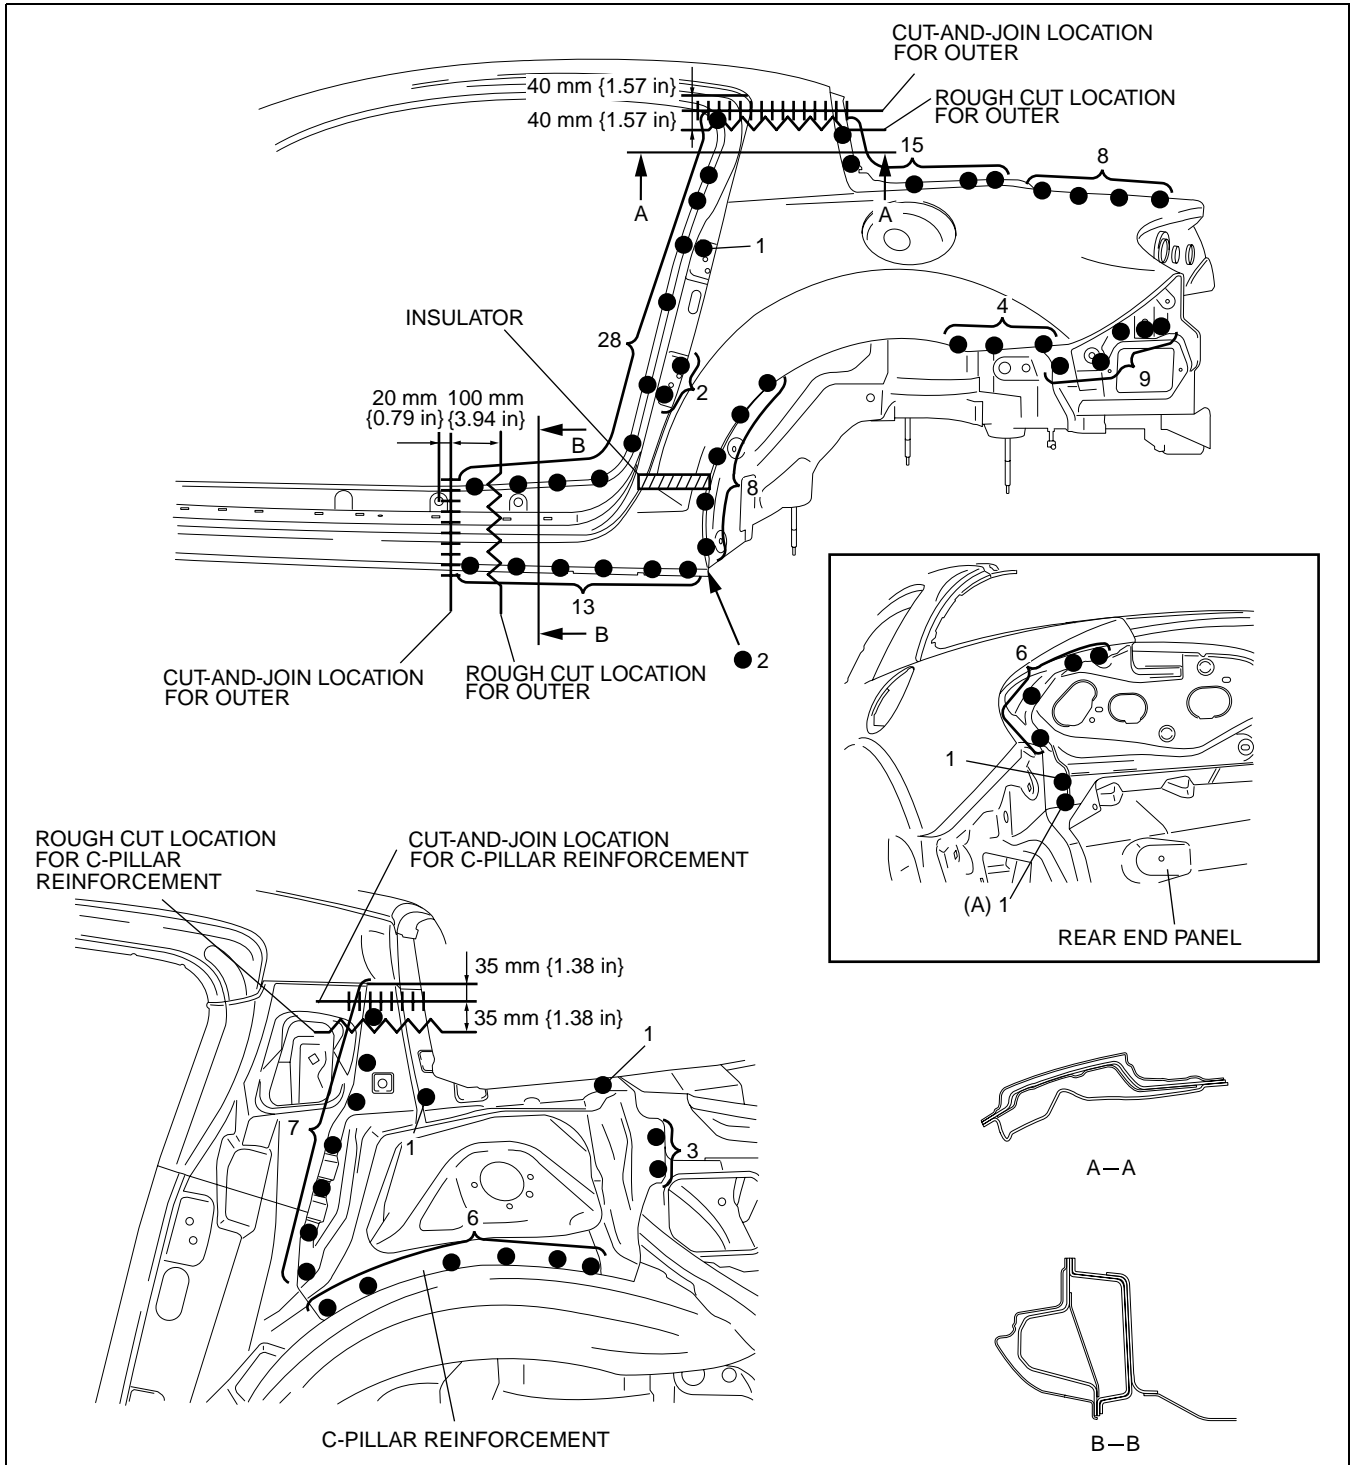 CUT-AND-JOIN LOCATION
FOR OUTER
40 mm {1.57 in}
ROUGH CUT LOCATION
FOR OUTER
40 mm {1.57 in}
15
8
A
A
1
4
INSULATOR
28
9
2
20 mm
{0.79 in}
100 mm
{3.94 in}
B
8
13
B
2
CUT-AND-JOIN LOCATION
FOR OUTER
ROUGH CUT LOCATION
FOR OUTER
6
1
(A) 1
REAR END PANEL
ROUGH CUT LOCATION
FOR C-PILLAR
REINFORCEMENT
CUT-AND-JOIN LOCATION
FOR C-PILLAR REINFORCEMENT
35 mm {1.38 in}
35 mm {1.38 in}
1
7
1
3
6
C-PILLAR REINFORCEMENT
A—A
B—B